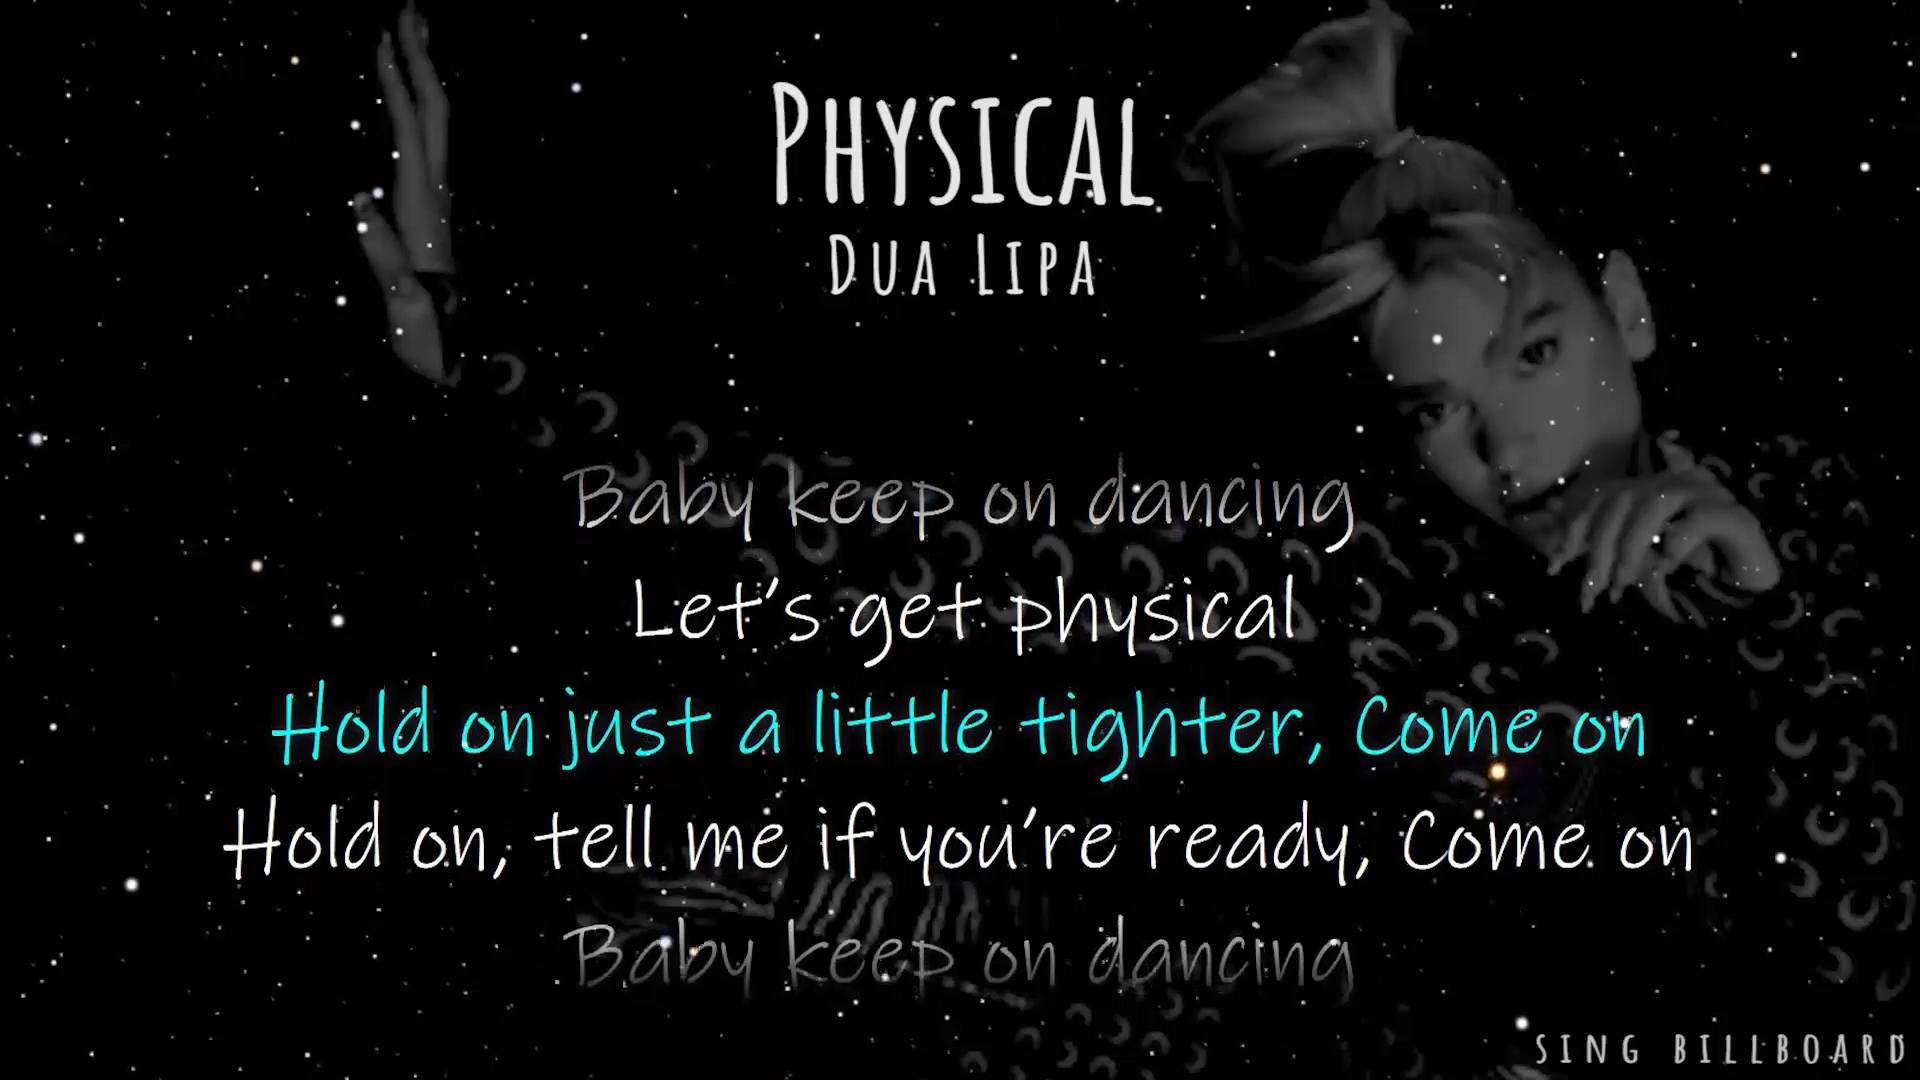 PHYSICAL
DUA LIPA
Baby keep on dancing
Let's get physical
Hold on just a little tighter, Come on
Hold on, tell me if you're ready, Come on
Baby keep on dancing
SING BILLBOARD